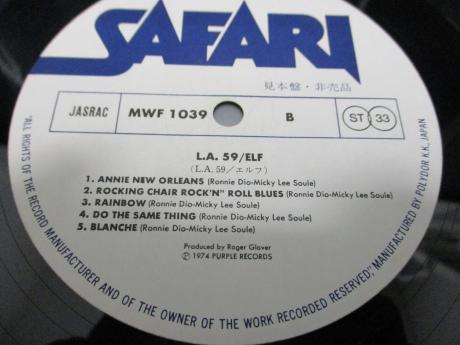 SAFARI
見本盤・非売品
JASRAC MWF 1039 B ST 33
L.A. 59/ELF
(L.A. 59/エルフ)
1. ANNIE NEW ORLEANS (Ronnie Dio-Micky Lee Soule)
2. ROCKING CHAIR ROCK'N" ROLL BLUES (Ronnie Dio-Micky Lee Soule)
3. RAINBOW (Ronnie Dio-Micky Lee Soule)
4. DO THE SAME THING (Ronnie Dio-Micky Lee Soule)
5. BLANCHE (Ronnie Dio-Micky Lee Soule)
Produced by Roger Glover
Ⓟ 1974 PURPLE RECORDS
"ALL RIGHTS OF THE RECORD MANUFACTURER AND OF THE OWNER OF THE WORK RECORDED RESERVED," MANUFACTURED BY POLYDOR K.K., JAPAN